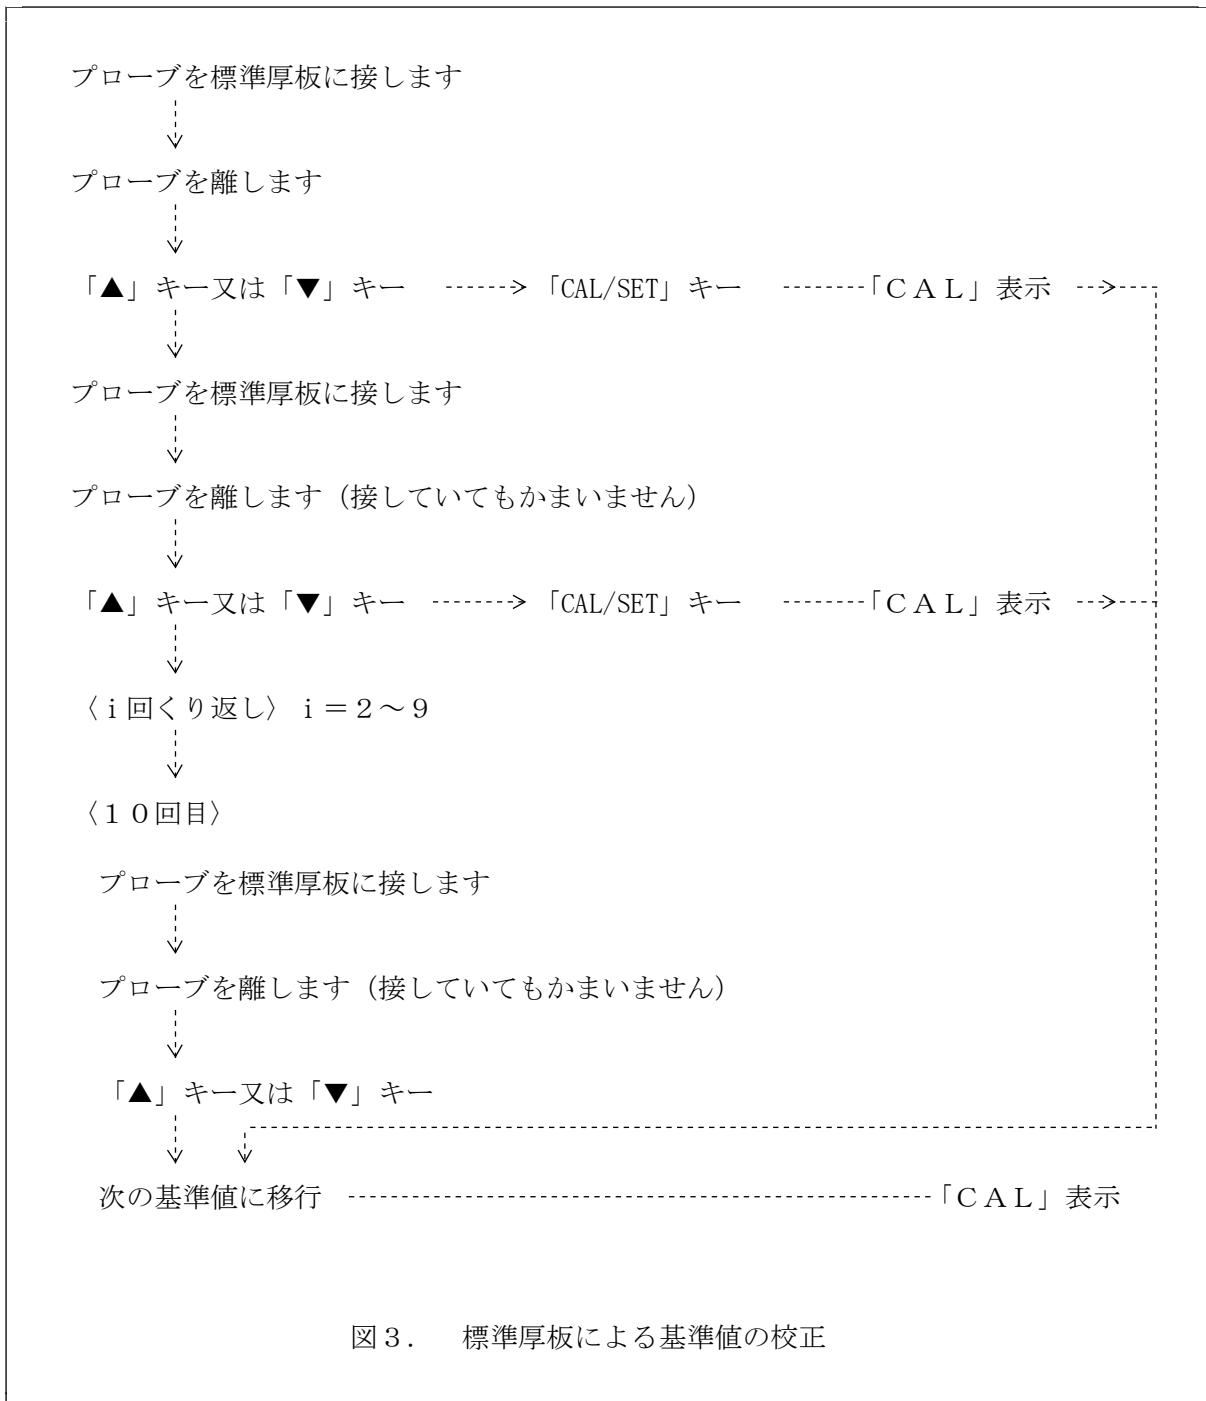 プローブを標準厚板に接します
プローブを離します
「▲」キー又は「▼」キー ------> 「CAL/SET」キー --------「ＣＡＬ」表示 -->----
プローブを標準厚板に接します
プローブを離します（接していてもかまいません）
「▲」キー又は「▼」キー -------> 「CAL/SET」キー --------「ＣＡＬ」表示 -->----
〈ｉ回くり返し〉ｉ＝２～９
〈１０回目〉
プローブを標準厚板に接します
プローブを離します（接していてもかまいません）
「▲」キー又は「▼」キー
次の基準値に移行 ----------------------------------------------「ＣＡＬ」表示
図３． 標準厚板による基準値の校正